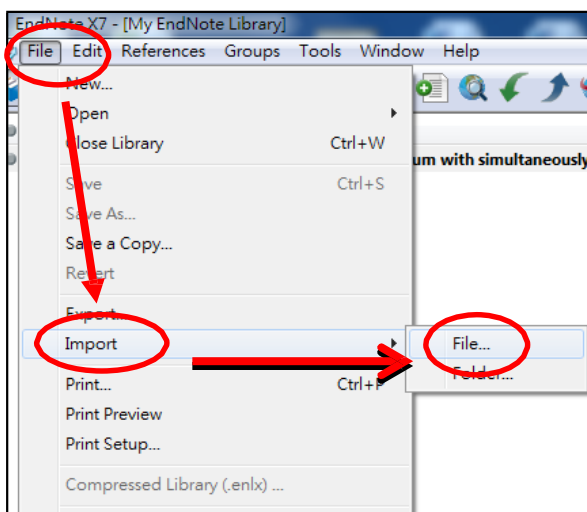 EndNote X7 - [My EndNote Library]
File Edit References Groups Tools Window Help
New...
Open
Close Library Ctrl+W
um with simultaneously
Save Ctrl+S
Save As...
Save a Copy...
Revert
Export...
Import
File...
Folder...
Print... Ctrl+P
Print Preview
Print Setup...
Compressed Library (.enlx) ...